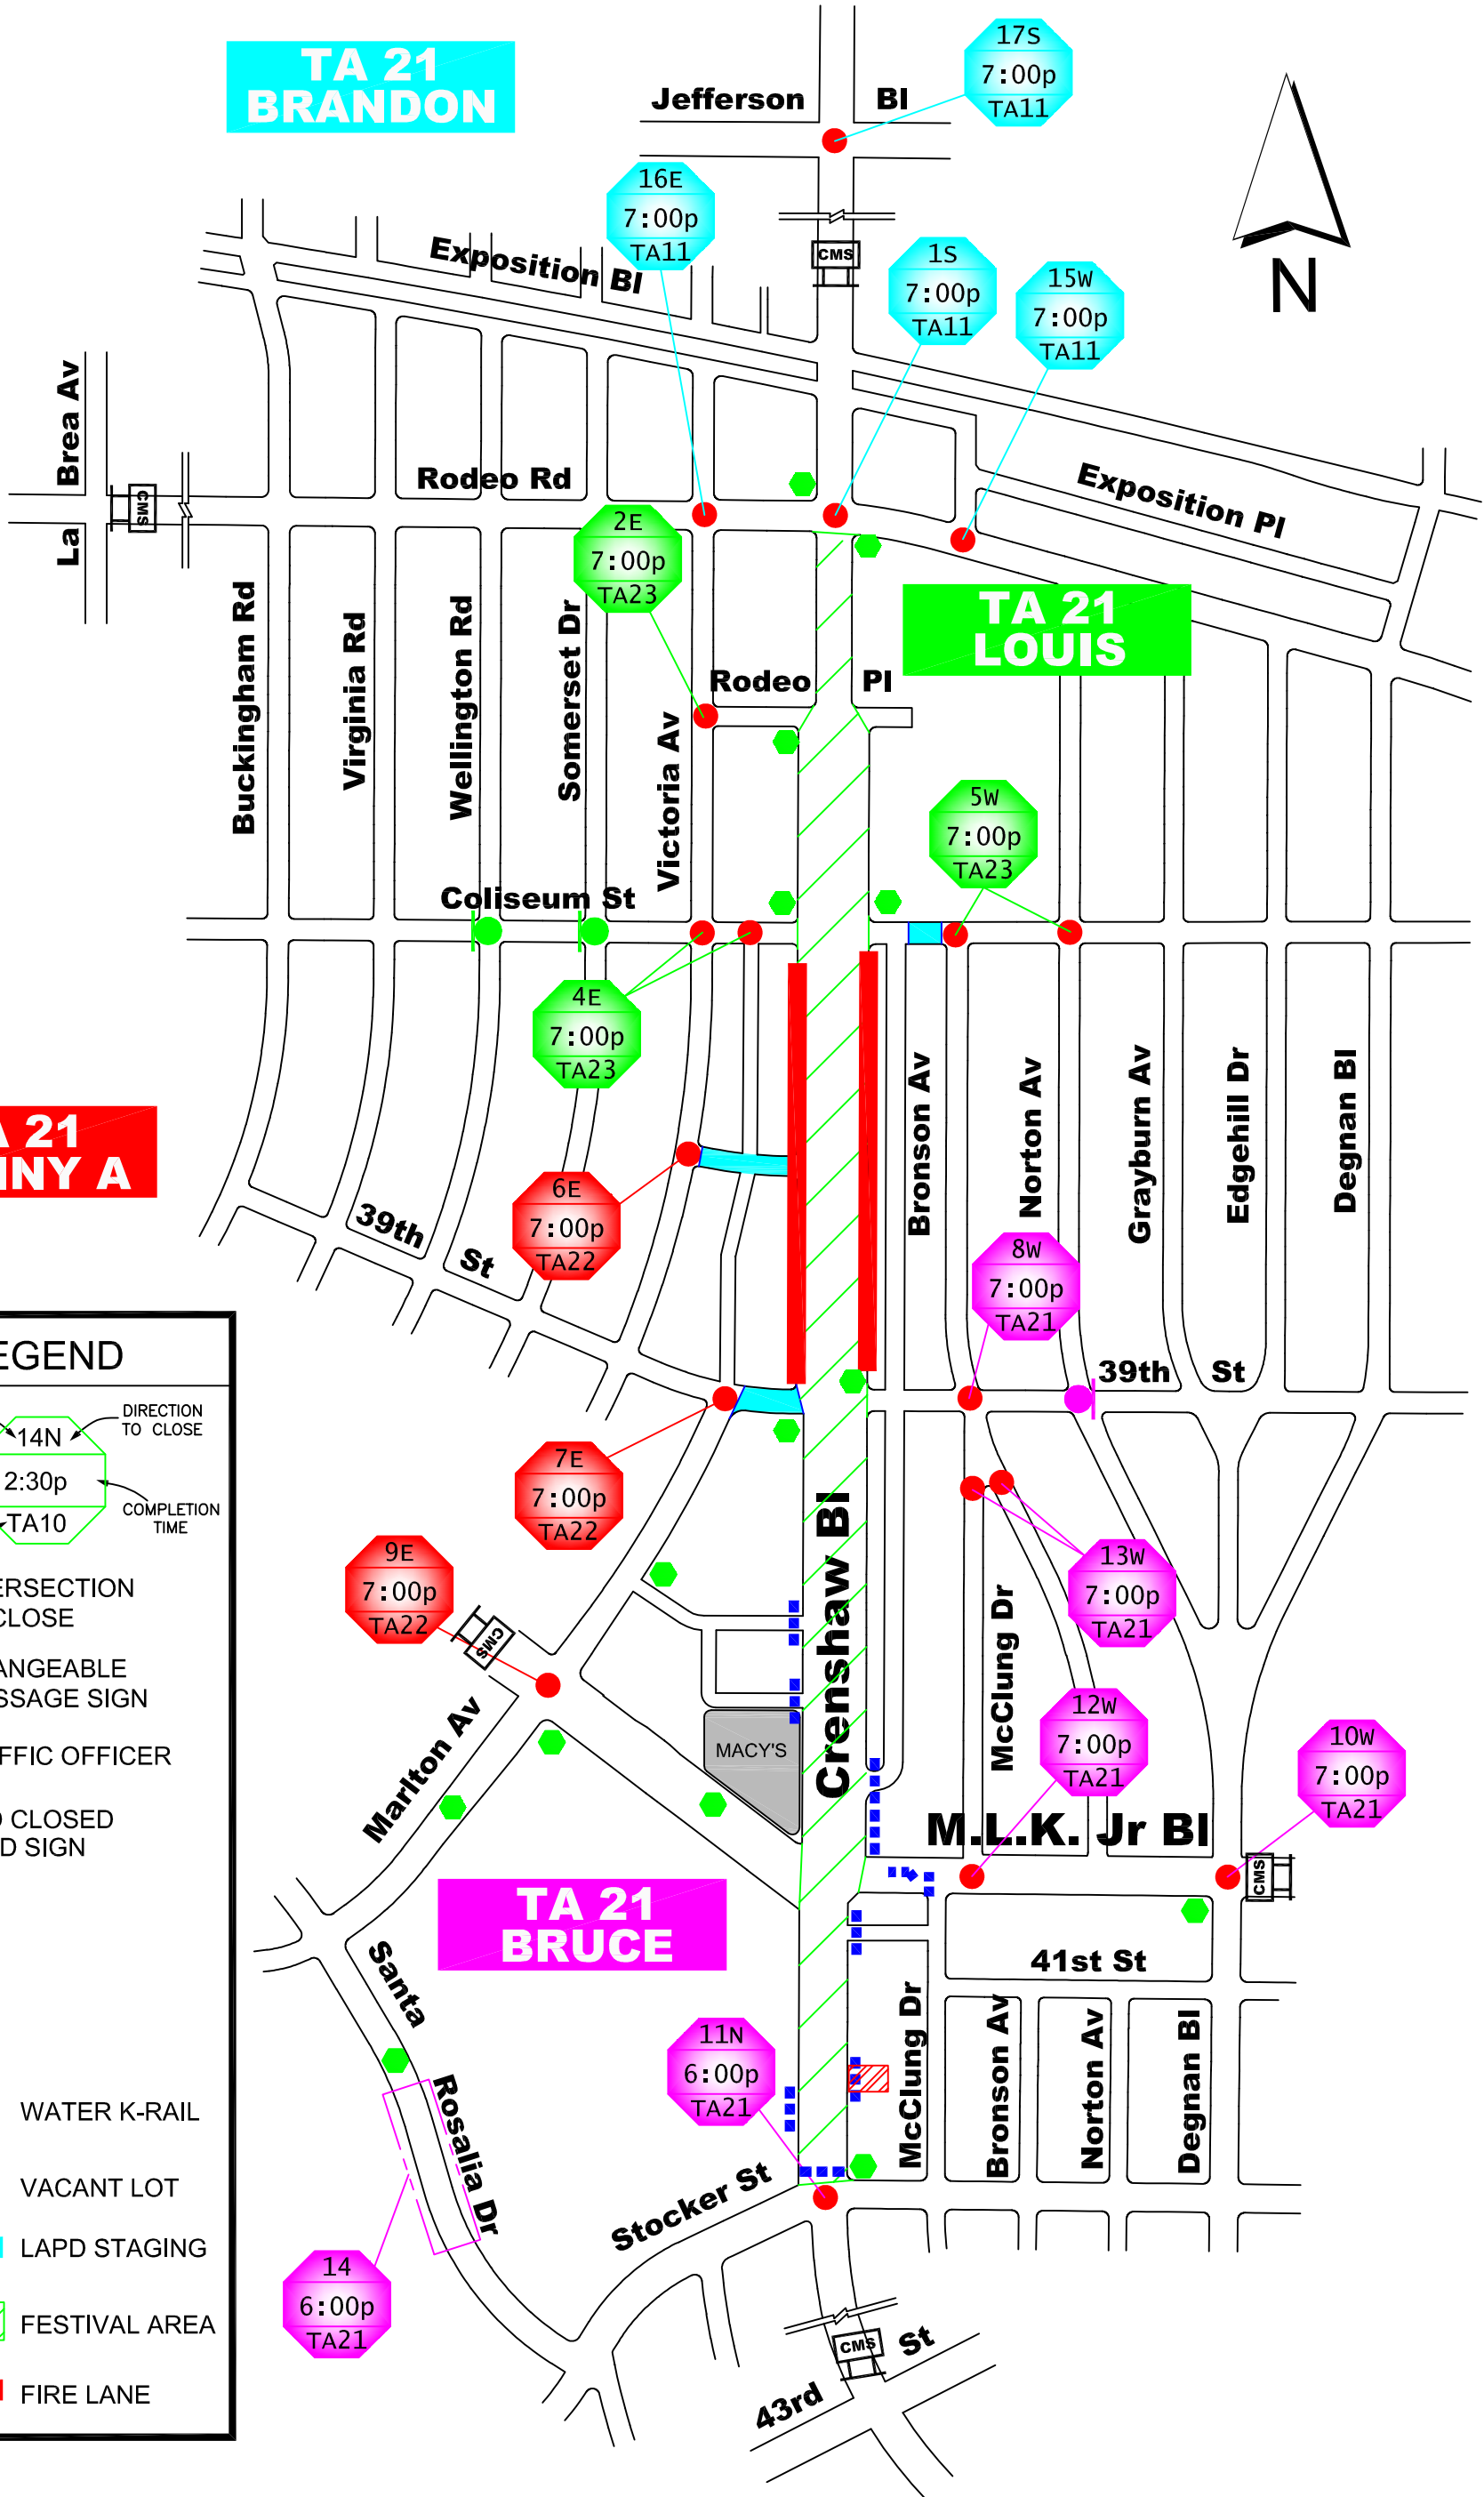 TA 21
BRANDON
17S
7:00p
TA11
Jefferson Bl
16E
7:00p
TA11
Exposition Bl
CMS
1S
7:00p
TA11
15W
7:00p
TA11
N
La Brea Av
CMS
Rodeo Rd
Exposition Pl
2E
7:00p
TA23
TA 21
LOUIS
Buckingham Rd
Virginia Rd
Wellington Rd
Somerset Dr
Victoria Av
Rodeo Pl
5W
7:00p
TA23
Coliseum St
4E
7:00p
TA23
Bronson Av
Norton Av
Grayburn Av
Edgehill Dr
Degnan Bl
A 21
NNY A
6E
7:00p
TA22
39th St
8W
7:00p
TA21
39th St
7E
7:00p
TA22
Crenshaw Bl
9E
7:00p
TA22
CMS
Marlton Av
MACY'S
McClung Dr
13W
7:00p
TA21
12W
7:00p
TA21
10W
7:00p
TA21
M.L.K. Jr Bl
CMS
TA 21
BRUCE
41st St
Santa Rosalia Dr
11N
6:00p
TA21
McClung Dr
Bronson Av
Norton Av
Degnan Bl
Stocker St
14
6:00p
TA21
CMS
43rd St
EGEND
14N
DIRECTION
TO CLOSE
2:30p
COMPLETION
TIME
TA10
ERSECTION
CLOSE
ANGEABLE
SSAGE SIGN
FFIC OFFICER
D CLOSED
D SIGN
WATER K-RAIL
VACANT LOT
LAPD STAGING
FESTIVAL AREA
FIRE LANE